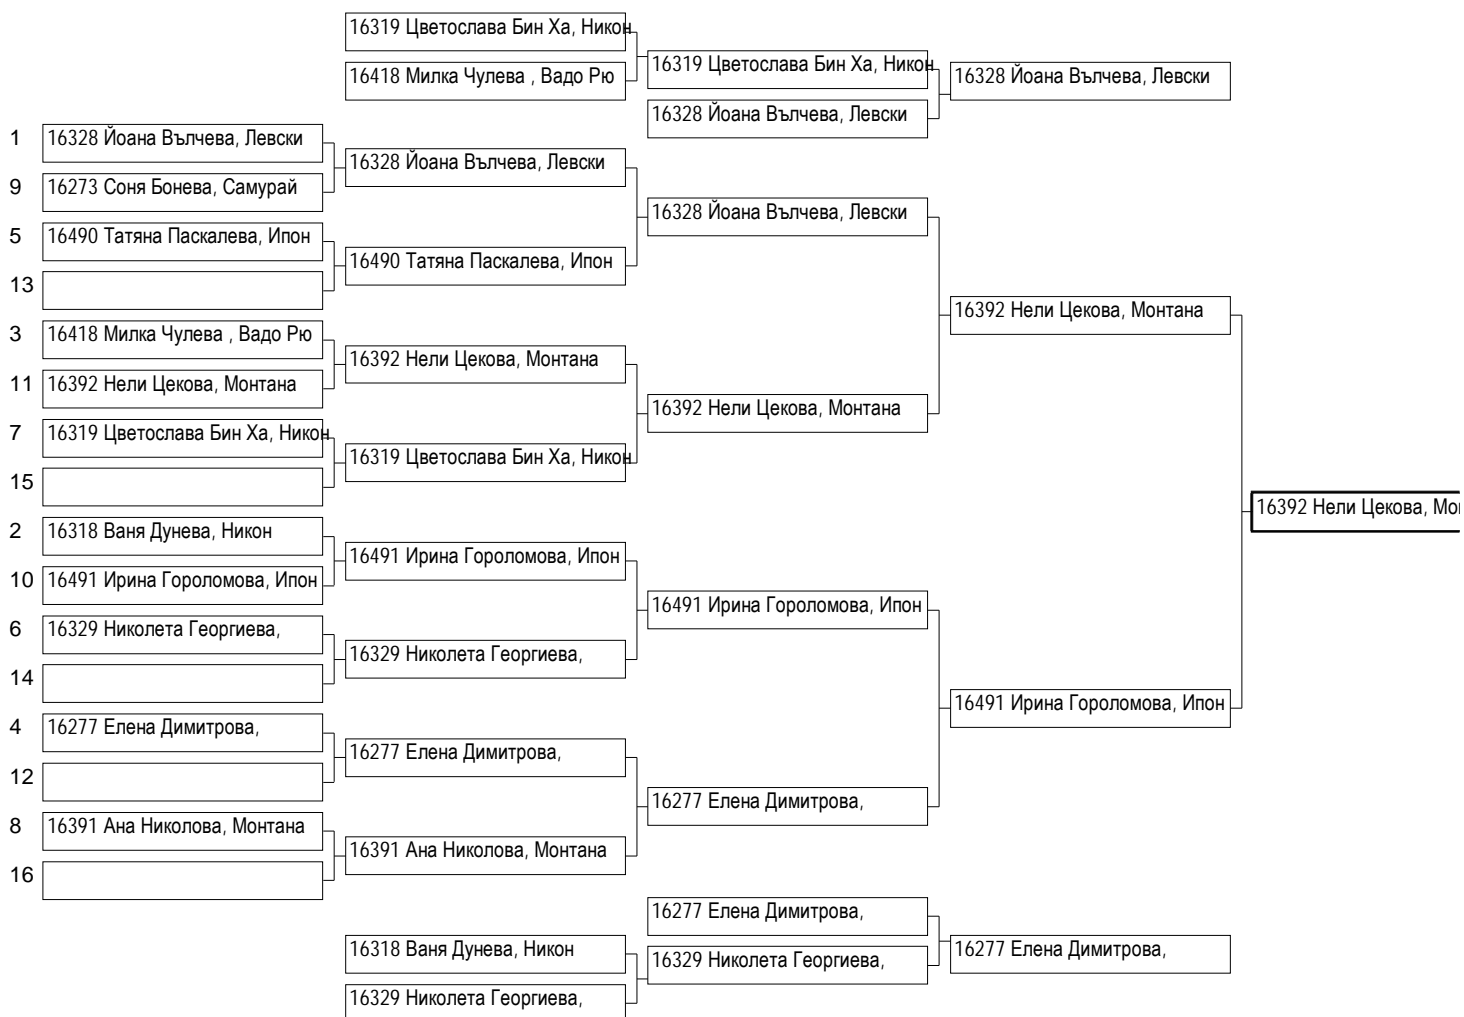 16319 Цветослава Бин Ха, Никон
16418 Милка Чулева , Вадо Рю
16319 Цветослава Бин Ха, Никон
16328 Йоана Вълчева, Левски
16328 Йоана Вълчева, Левски
1 16328 Йоана Вълчева, Левски
9 16273 Соня Бонева, Самурай
5 16490 Татяна Паскалева, Ипон
13
3 16418 Милка Чулева , Вадо Рю
11 16392 Нели Цекова, Монтана
7 16319 Цветослава Бин Ха, Никон
15
2 16318 Ваня Дунева, Никон
10 16491 Ирина Гороломова, Ипон
6 16329 Николета Георгиева,
14
4 16277 Елена Димитрова,
12
8 16391 Ана Николова, Монтана
16
16328 Йоана Вълчева, Левски
16490 Татяна Паскалева, Ипон
16392 Нели Цекова, Монтана
16319 Цветослава Бин Ха, Никон
16491 Ирина Гороломова, Ипон
16329 Николета Георгиева,
16277 Елена Димитрова,
16391 Ана Николова, Монтана
16328 Йоана Вълчева, Левски
16392 Нели Цекова, Монтана
16491 Ирина Гороломова, Ипон
16277 Елена Димитрова,
16392 Нели Цекова, Монтана
16491 Ирина Гороломова, Ипон
16392 Нели Цекова,
16318 Ваня Дунева, Никон
16329 Николета Георгиева,
16277 Елена Димитрова,
16329 Николета Георгиева,
16277 Елена Димитрова,